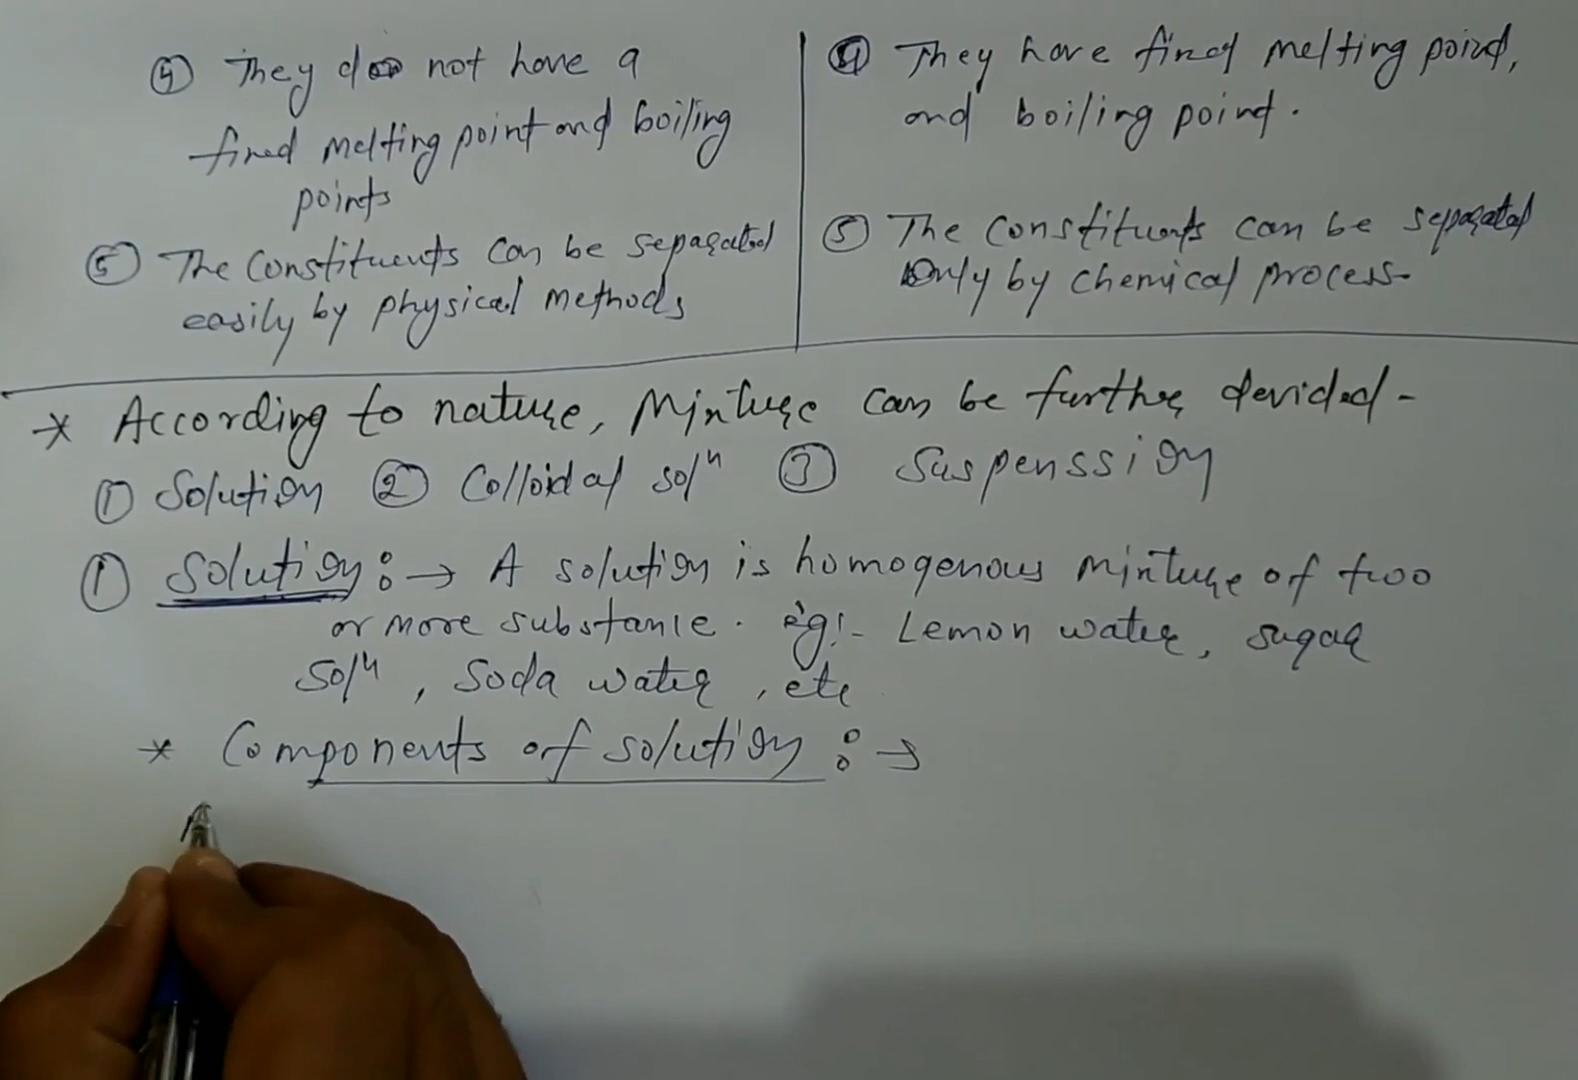 ④ They do not have a
fixed melting point and boiling
points
⑤ The constituents can be separated
easily by physical methods
④ They have fixed melting point,
and boiling point.
⑤ The constituents can be separated
Only by chemical process-
* According to nature, Mixture can be further devided-
① Solution ② Colloidal solⁿ ③ Suspenssion
① Solution :→ A solution is homogenous mixture of two
or more substance. eg:- Lemon water, sugar
Solⁿ, Soda water, etc
* Components of solution :→